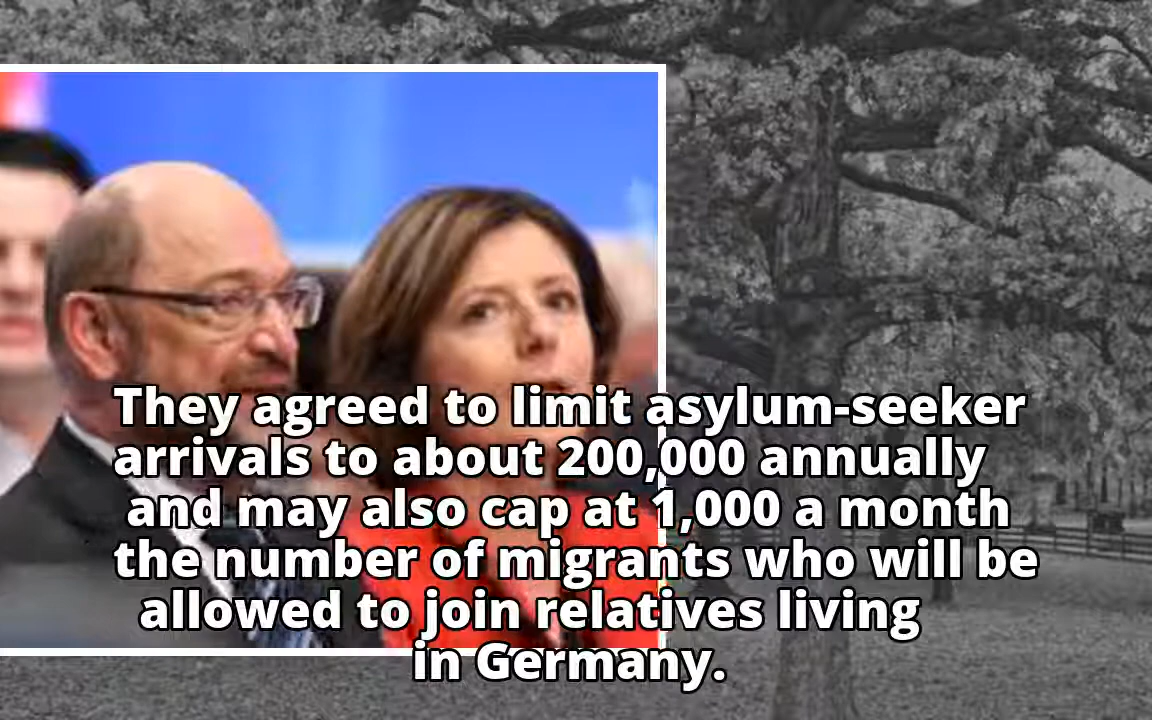 They agreed to limit asylum-seeker
arrivals to about 200,000 annually
and may also cap at 1,000 a month
the number of migrants who will be
allowed to join relatives living
in Germany.